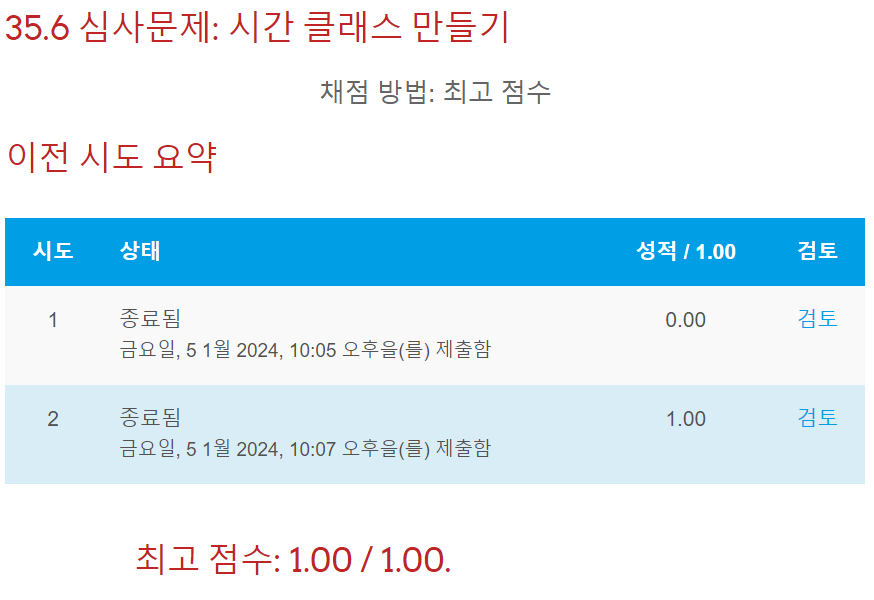 35.6 심사문제: 시간 클래스 만들기
채점 방법: 최고 점수
이전 시도 요약
시도 상태 성적 / 1.00 검토
1 종료됨 0.00 검토
금요일, 5 1월 2024, 10:05 오후을(를) 제출함
2 종료됨 1.00 검토
금요일, 5 1월 2024, 10:07 오후을(를) 제출함
최고 점수: 1.00 / 1.00.